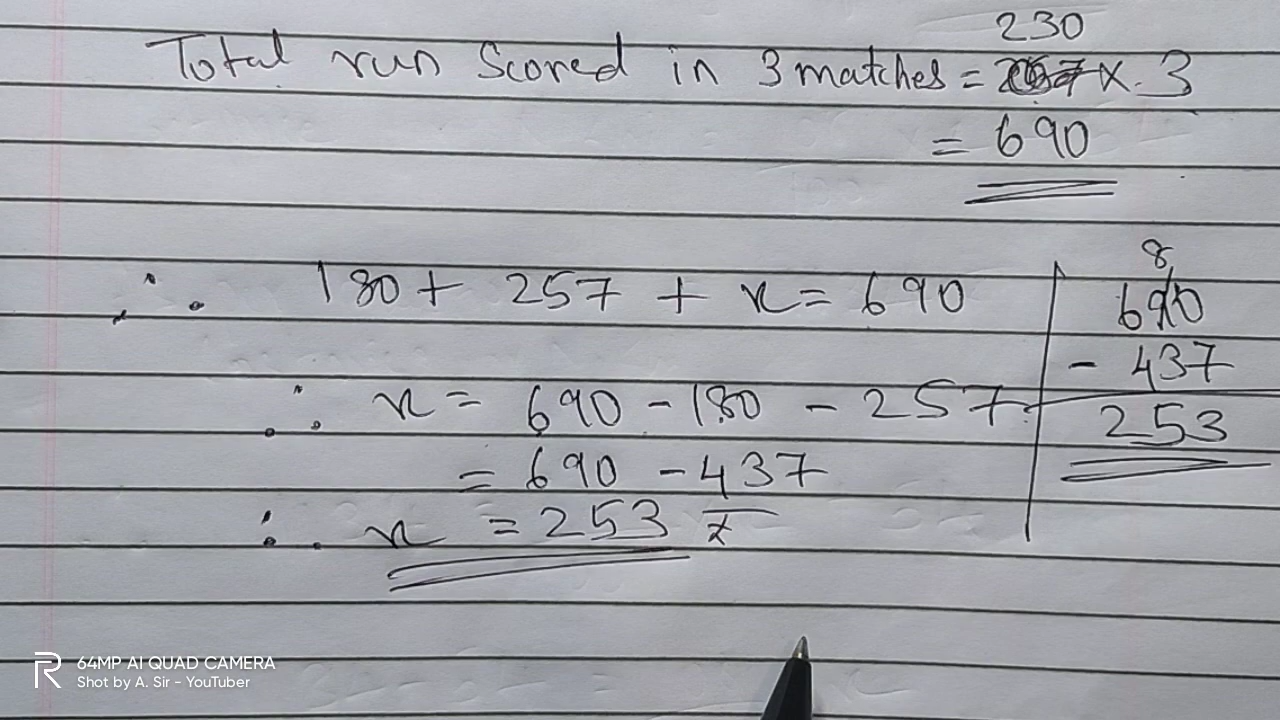 230
Total run Scored in 3 matches = × 3
= 690
∴ 180 + 257 + x = 690
∴ x = 690 - 180 - 257
= 690 - 437
∴ x = 253
8
690
- 437
253
64MP AI QUAD CAMERA
Shot by A. Sir - YouTuber